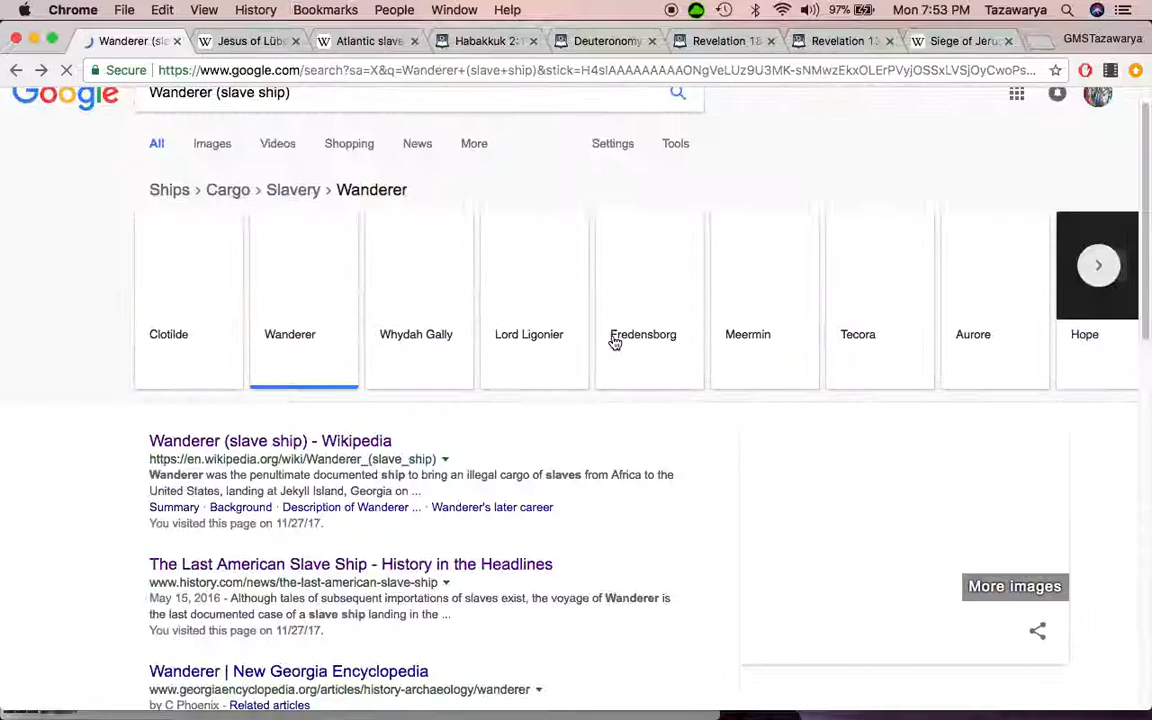 Chrome File Edit View History Bookmarks People Window Help 97% Mon 7:53 PM Tazawarya
Wanderer (sla Jesus of Lüb Atlantic slave Habakkuk 2: Deuteronomy Revelation 18 Revelation 13 Siege of Jeru GMSTazawarya
Secure https://www.google.com/search?sa=X&q=Wanderer+(slave+ship)&stick=
Google Wanderer (slave ship)
All Images Videos Shopping News More Settings Tools
Ships › Cargo › Slavery › Wanderer
Clotilde Wanderer Whydah Gally Lord Ligonier Fredensborg Meermin Tecora Aurore Hope
Wanderer (slave ship) - Wikipedia
https://en.wikipedia.org/wiki/Wanderer_(slave_ship)
Wanderer was the penultimate documented ship to bring an illegal cargo of slaves from Africa to the
United States, landing at Jekyll Island, Georgia on ...
Summary · Background · Description of Wanderer ... · Wanderer's later career
You visited this page on 11/27/17.
The Last American Slave Ship - History in the Headlines
www.history.com/news/the-last-american-slave-ship
May 15, 2016 - Although tales of subsequent importations of slaves exist, the voyage of Wanderer is
the last documented case of a slave ship landing in the ...
You visited this page on 11/27/17.
More images
Wanderer | New Georgia Encyclopedia
www.georgiaencyclopedia.org/articles/history-archaeology/wanderer
by C Phoenix - Related articles